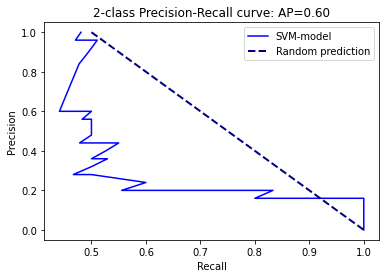 2-class Precision-Recall curve: AP=0.60
SVM-model
Random prediction
Precision
1.0
0.8
0.6
0.4
0.2
0.0
0.5
0.6
0.7
0.8
0.9
1.0
Recall